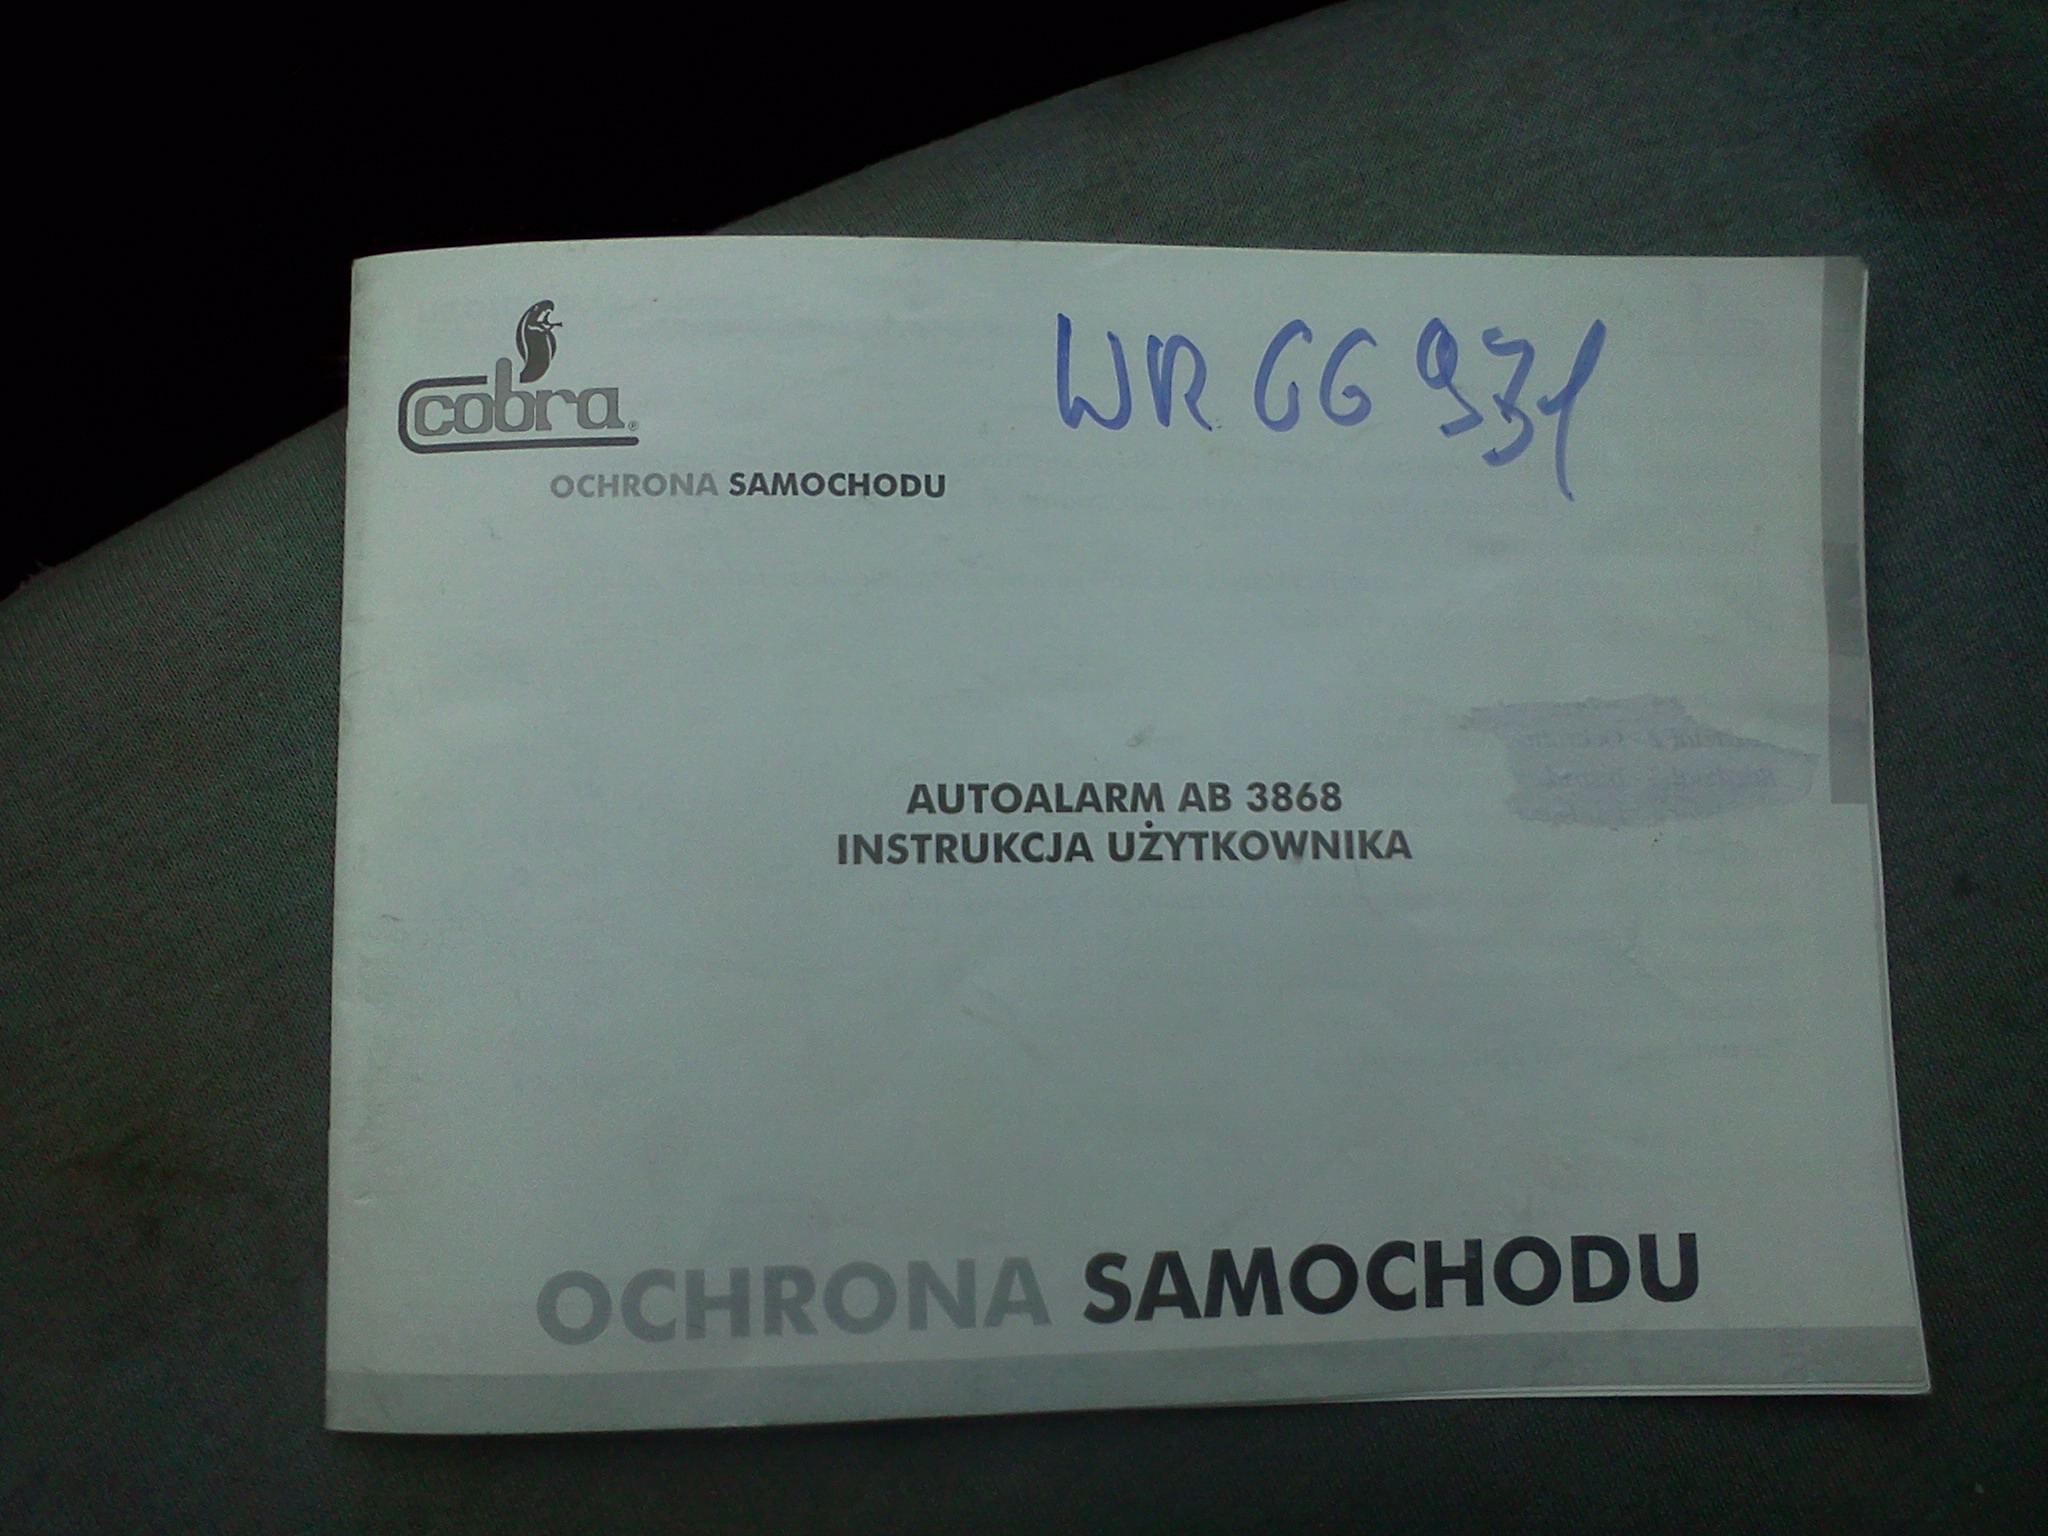 cobra®
WR GG 931
OCHRONA SAMOCHODU
AUTOALARM AB 3868
INSTRUKCJA UŻYTKOWNIKA
OCHRONA SAMOCHODU